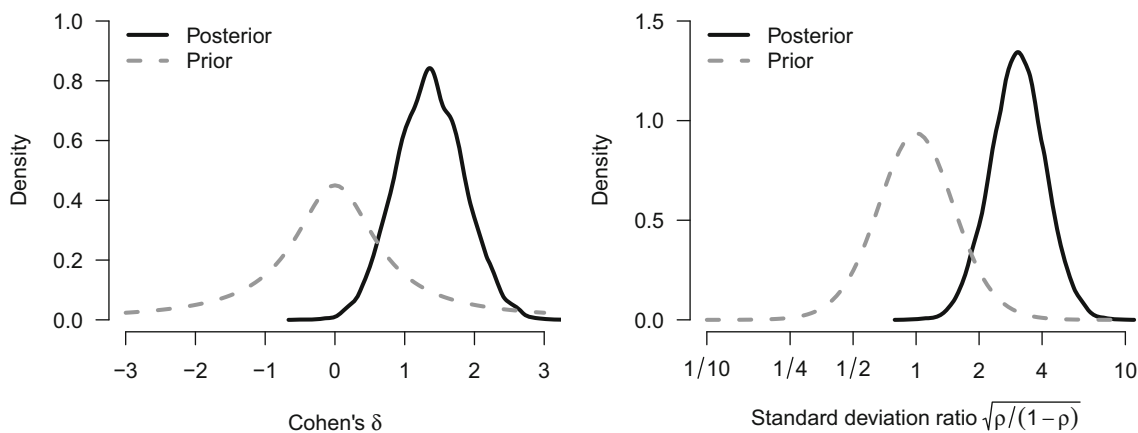 1.0
0.8
0.6
0.4
0.2
0.0
Density
Posterior
Prior
−3 −2 −1 0 1 2 3
Cohen's δ
1.5
1.0
0.5
0.0
Density
Posterior
Prior
1/10 1/4 1/2 1 2 4 10
Standard deviation ratio √ρ/(1−ρ)